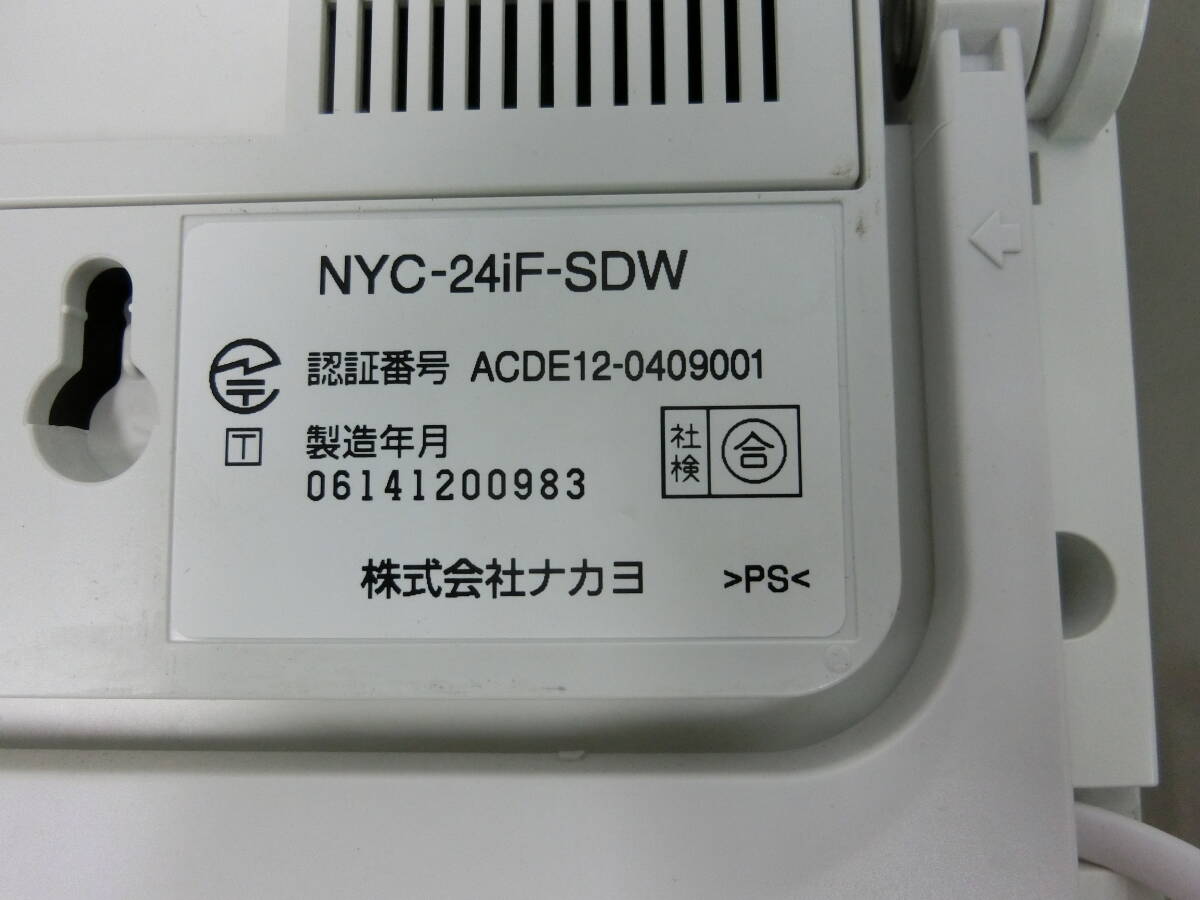 NYC-24iF-SDW
認証番号 ACDE12-0409001
T 製造年月
06141200983
社検 合
株式会社ナカヨ >PS<